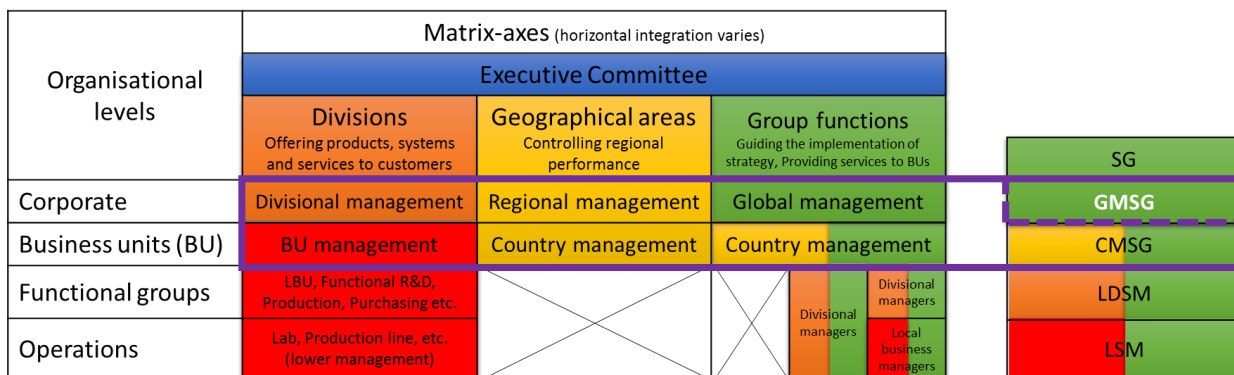 Organisational
levels
Matrix-axes (horizontal integration varies)
Executive Committee
Divisions
Offering products, systems
and services to customers
Geographical areas
Controlling regional
performance
Group functions
Guiding the implementation of
strategy, Providing services to BUs
SG
Corporate
Divisional management
Regional management
Global management
GMSG
Business units (BU)
BU management
Country management
Country management
CMSG
Functional groups
LBU, Functional R&D,
Production, Purchasing etc.
Divisional
managers
Divisional
managers
LDSM
Operations
Lab, Production line, etc.
(lower management)
Local
business
managers
LSM